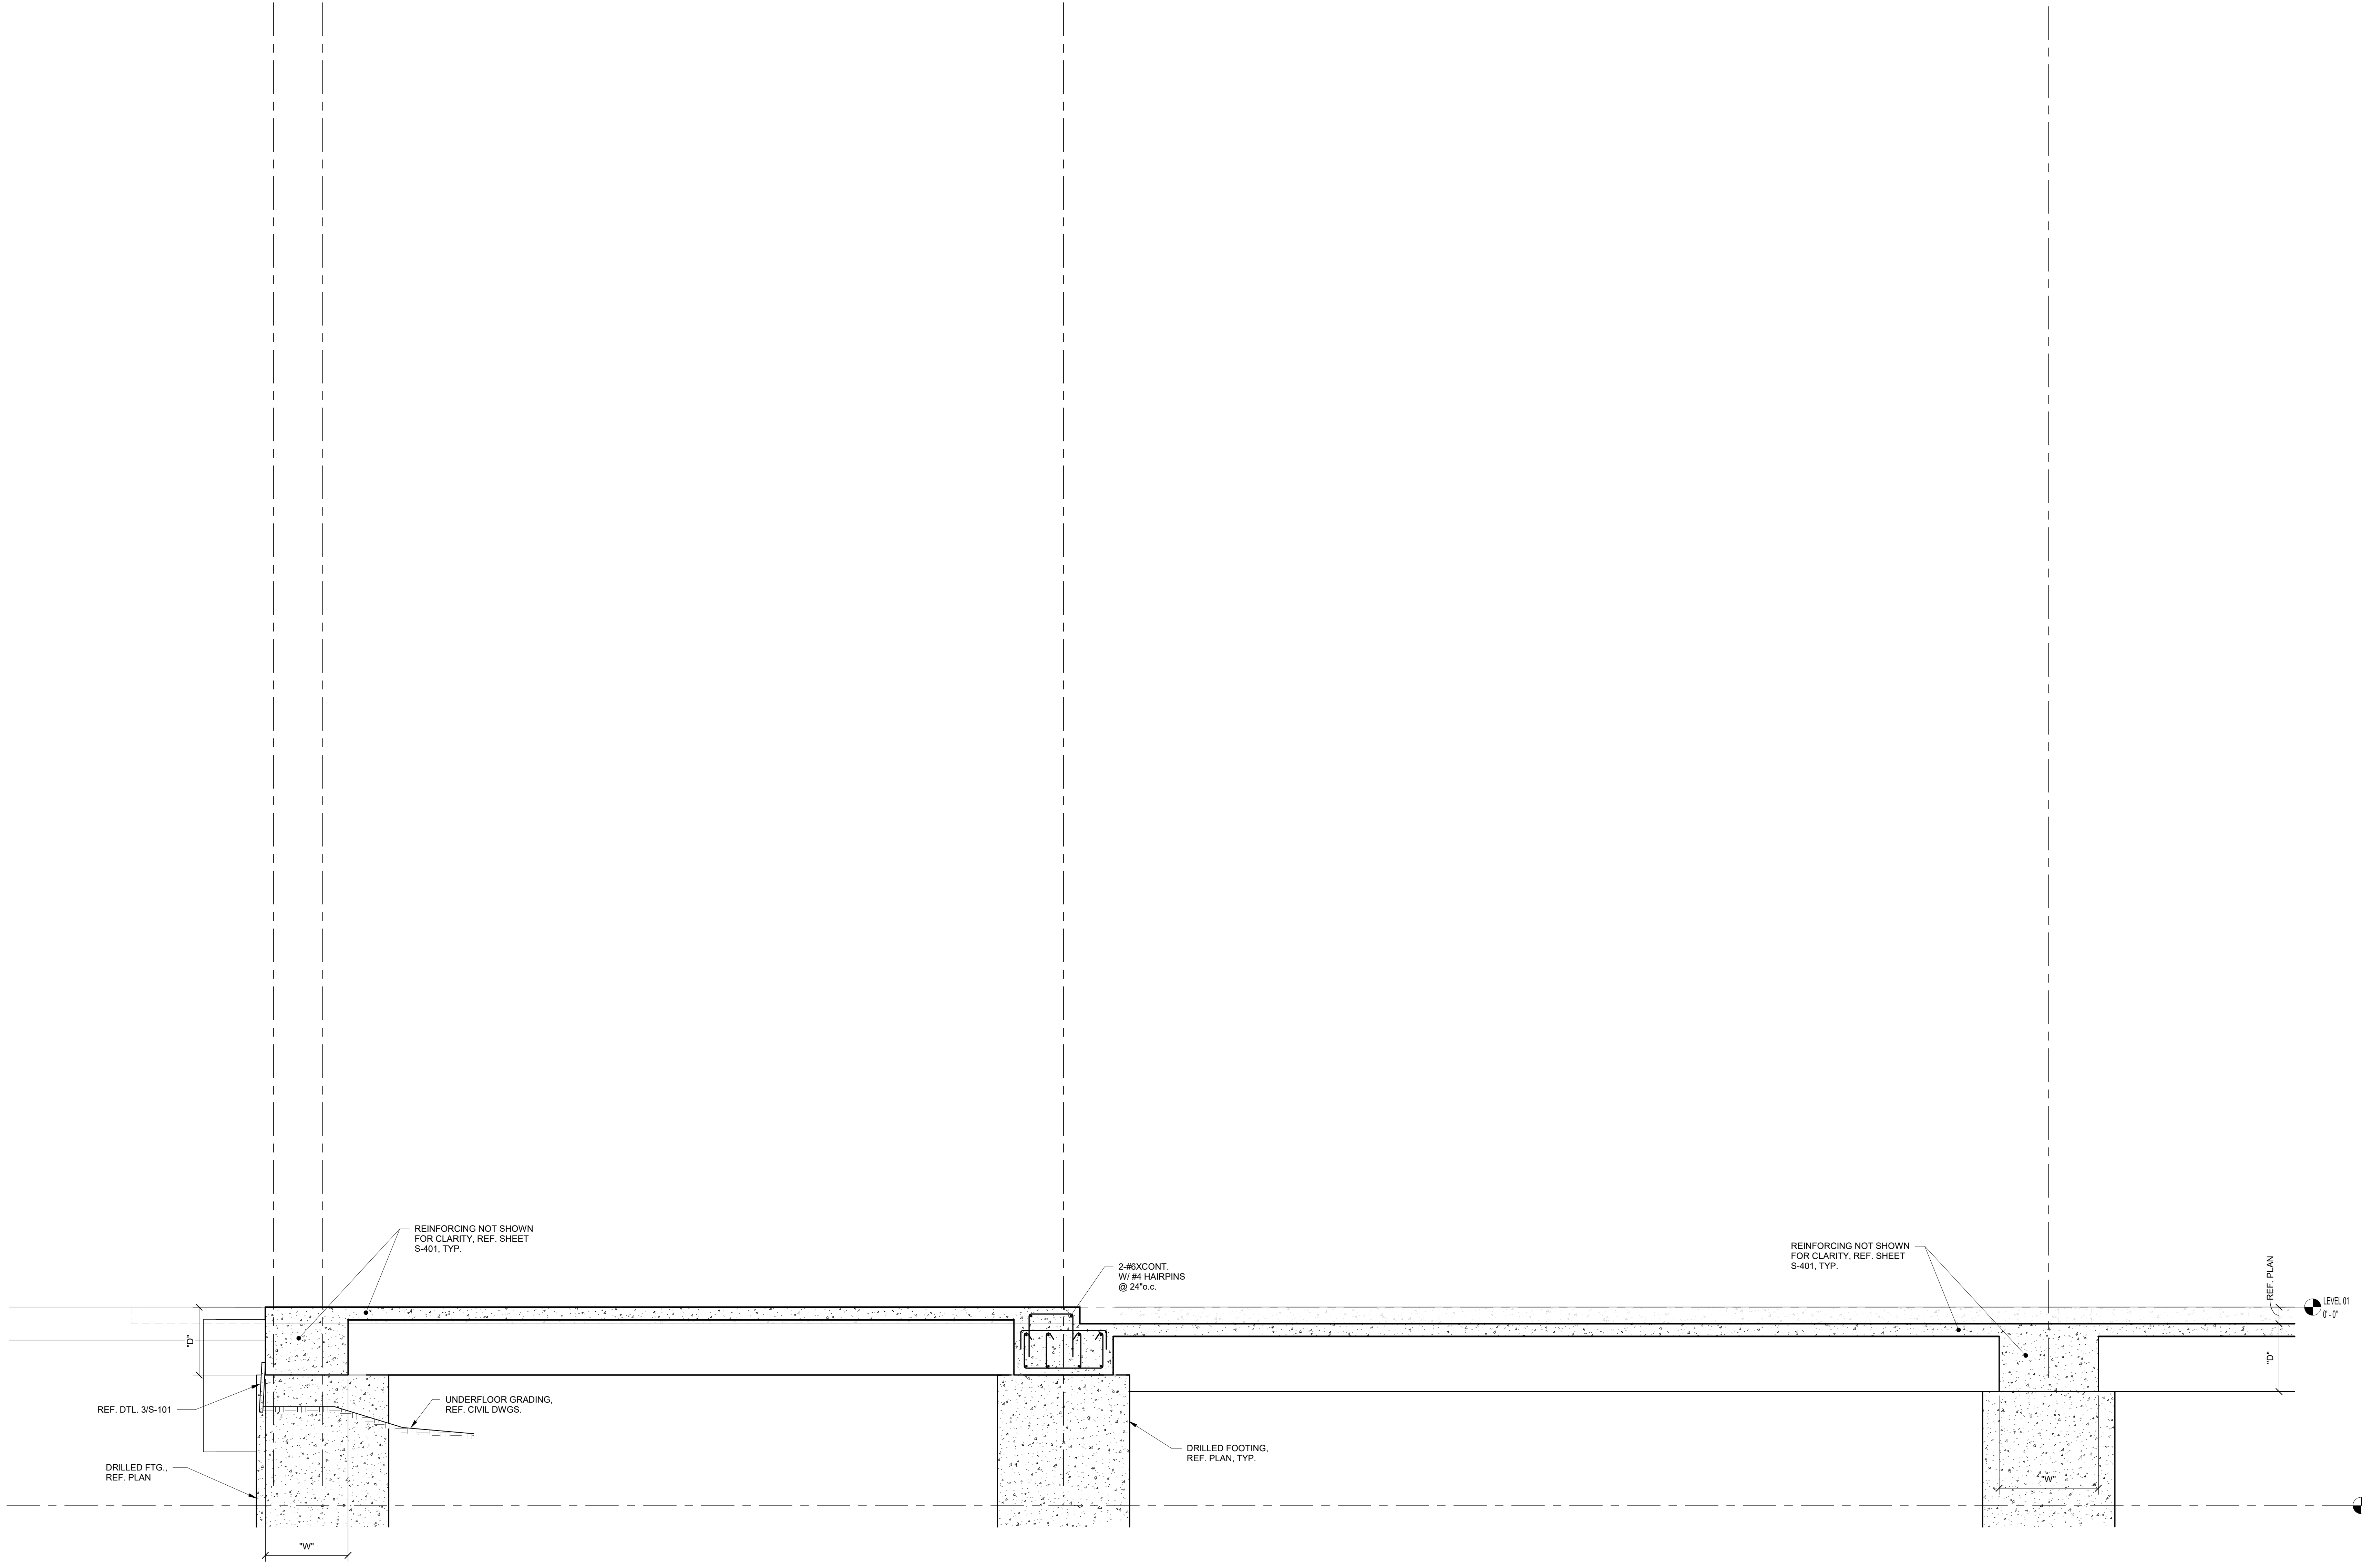 REINFORCING NOT SHOWN
FOR CLARITY, REF. SHEET
S-401, TYP.
2-#6XCONT.
W/ #4 HAIRPINS
@ 24"o.c.
REINFORCING NOT SHOWN
FOR CLARITY, REF. SHEET
S-401, TYP.
REF. PLAN
LEVEL 01
0' - 0"
"D"
"D"
REF. DTL. 3/S-101
UNDERFLOOR GRADING,
REF. CIVIL DWGS.
DRILLED FOOTING,
REF. PLAN, TYP.
DRILLED FTG.,
REF. PLAN
"W"
"W"